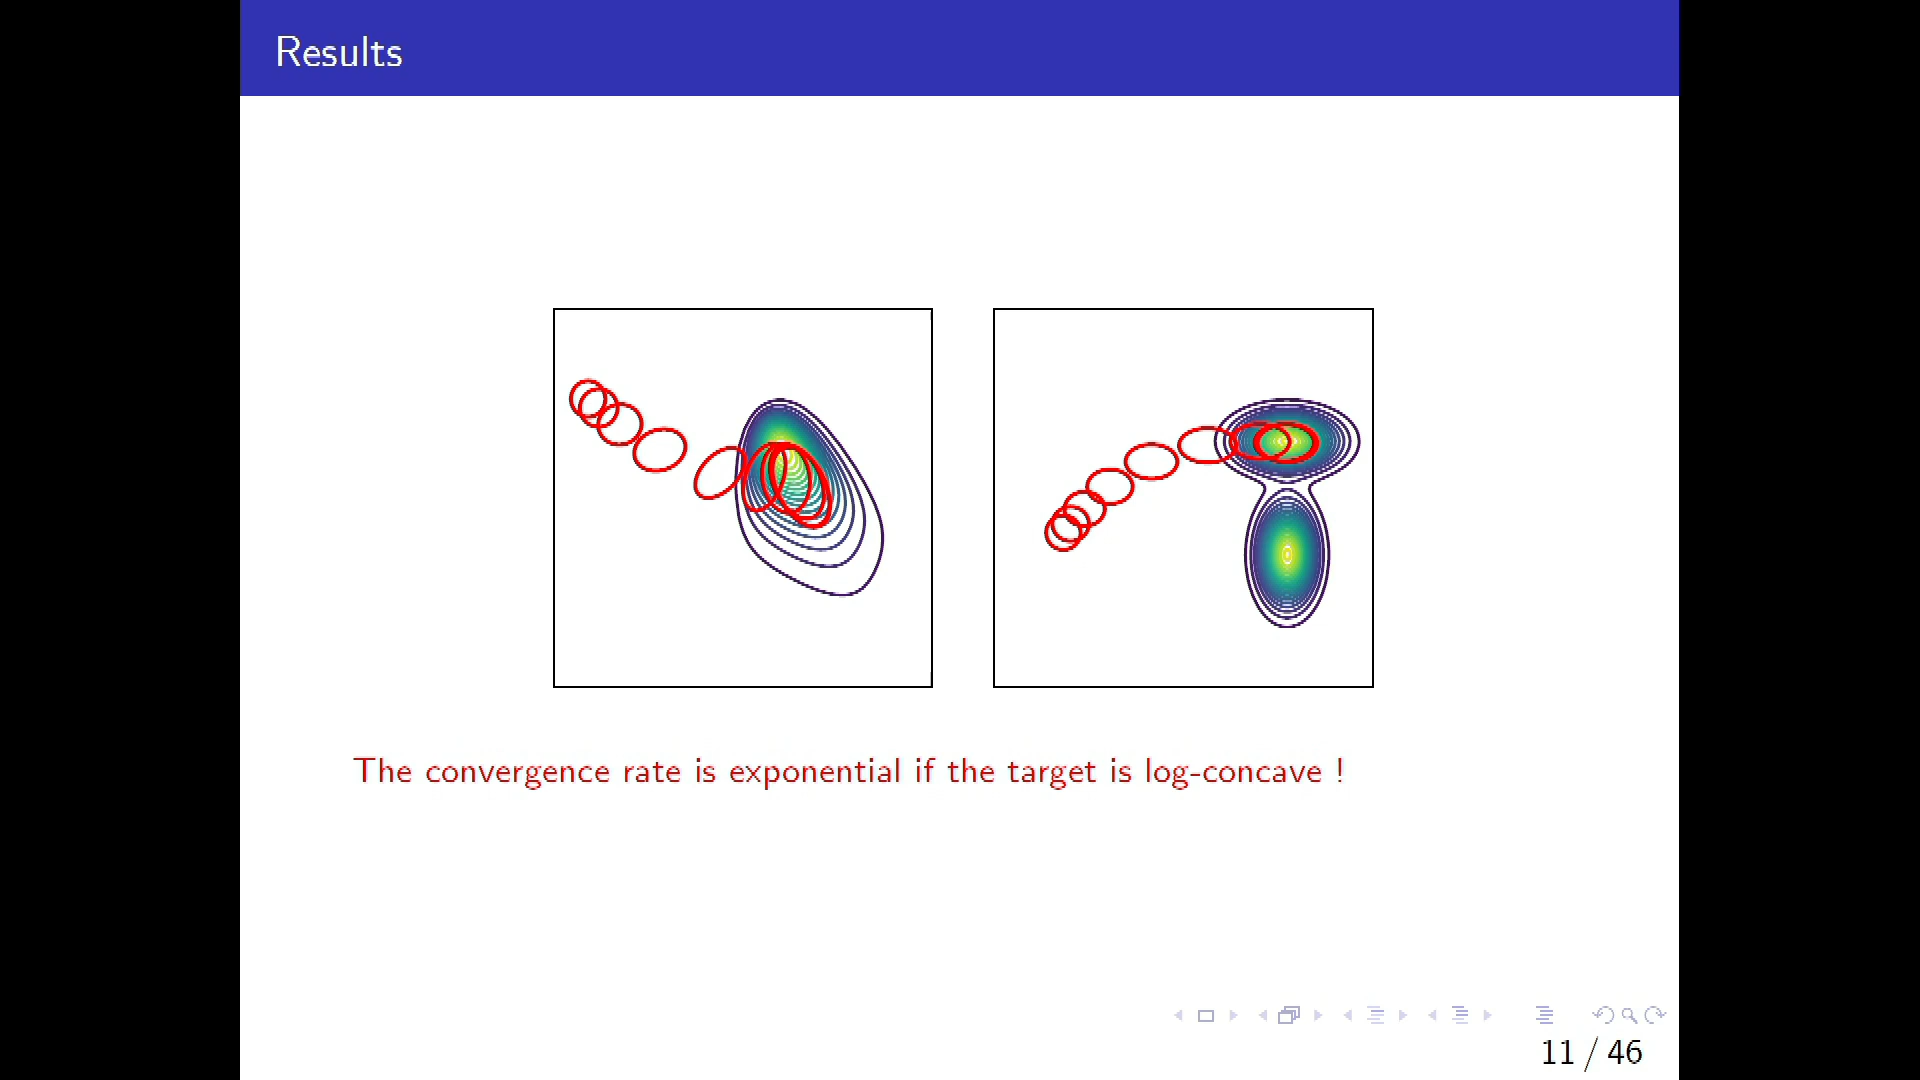 Results
The convergence rate is exponential if the target is log-concave !
11 / 46